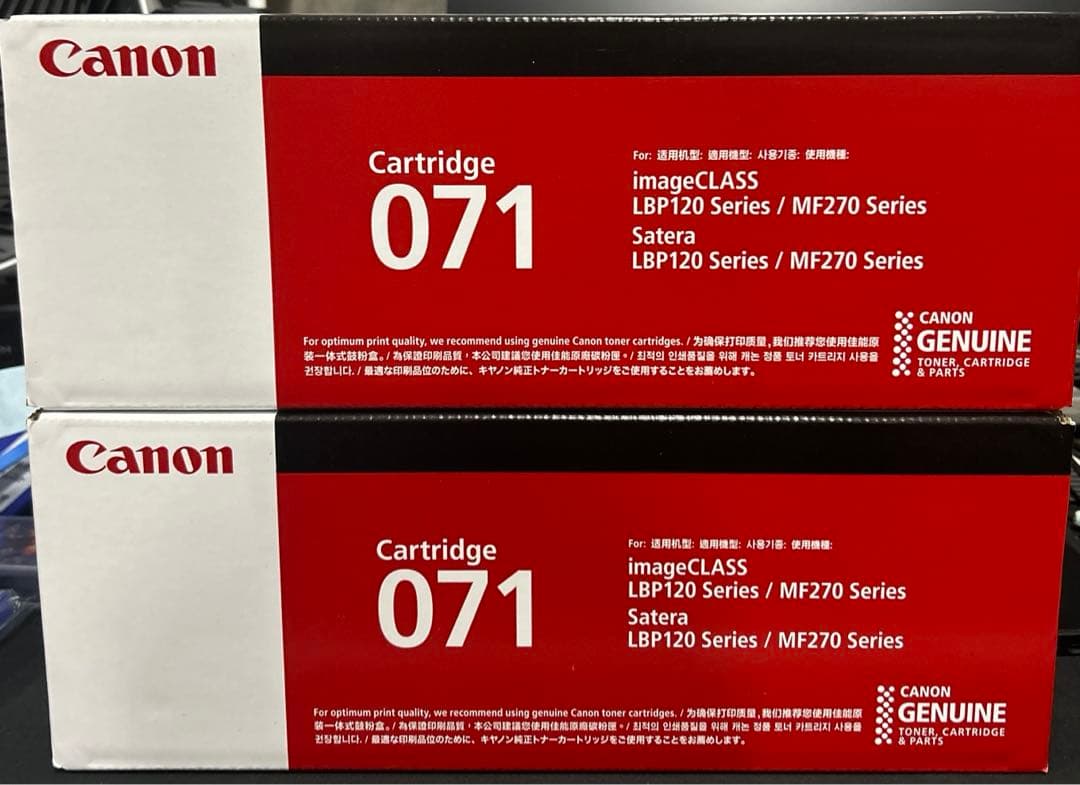 Canon
Cartridge
071
For: 适用机型: 適用機型: 사용기종: 使用機種:
imageCLASS
LBP120 Series / MF270 Series
Satera
LBP120 Series / MF270 Series
For optimum print quality, we recommend using genuine Canon toner cartridges. / 为确保打印质量，我们推荐您使用佳能原
装一体式鼓粉盒。/ 為保證印刷品質，本公司建議您使用佳能原廠碳粉匣。/ 최적의 인쇄품질을 위해 캐논 정품 토너 카트리지 사용을
권장합니다. / 最適な印刷品位のために、キヤノン純正トナーカートリッジをご使用することをお薦めします。
CANON
GENUINE
TONER, CARTRIDGE
& PARTS
Canon
Cartridge
071
For: 适用机型: 適用機型: 사용기종: 使用機種:
imageCLASS
LBP120 Series / MF270 Series
Satera
LBP120 Series / MF270 Series
For optimum print quality, we recommend using genuine Canon toner cartridges. / 为确保打印质量，我们推荐您使用佳能原
装一体式鼓粉盒。/ 為保證印刷品質，本公司建議您使用佳能原廠碳粉匣。/ 최적의 인쇄품질을 위해 캐논 정품 토너 카트리지 사용을
권장합니다. / 最適な印刷品位のために、キヤノン純正トナーカートリッジをご使用することをお薦めします。
CANON
GENUINE
TONER, CARTRIDGE
& PARTS